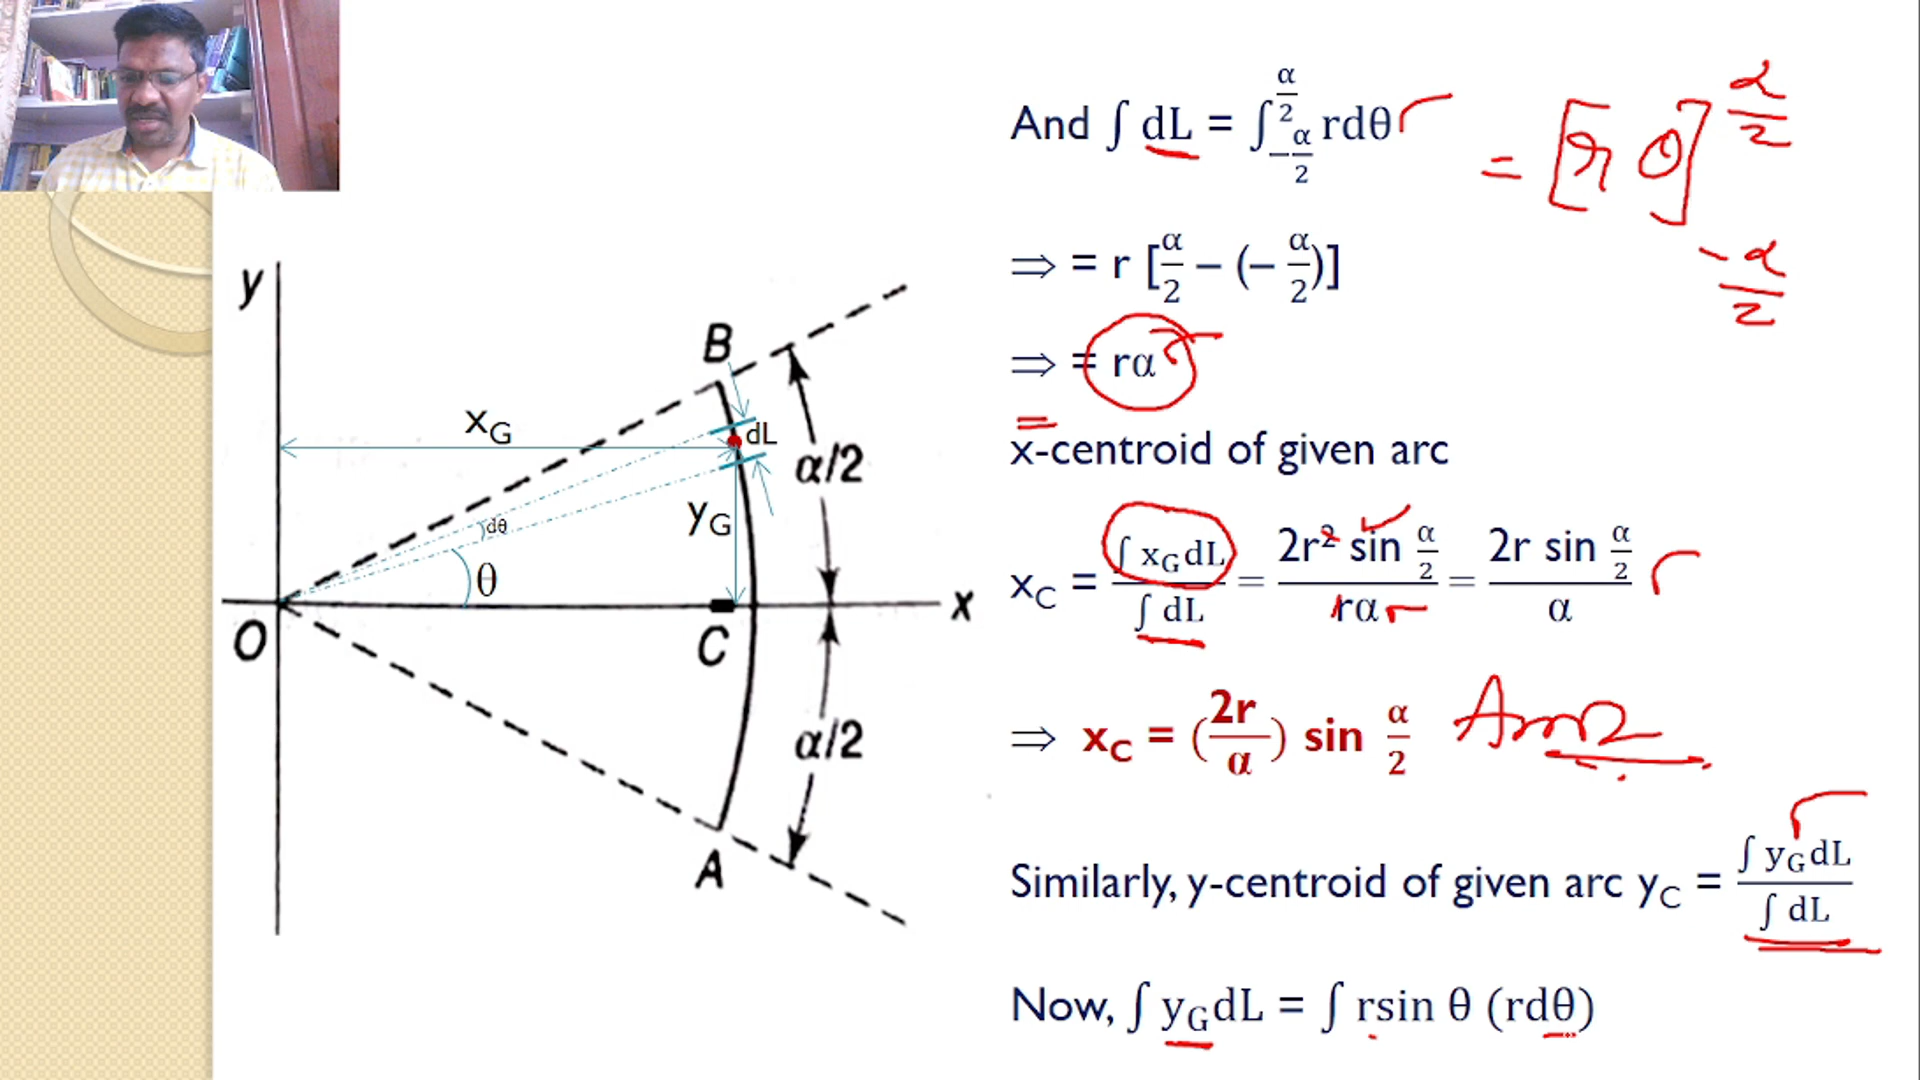 And ∫ dL = ∫_{-α/2}^{α/2} rdθ = [r θ]_{-α/2}^{α/2}
⇒ = r [α/2 – (– α/2)]
⇒ = rα
x-centroid of given arc
x_C = ∫ x_G dL / ∫ dL = 2r² sin α/2 / rα = 2r sin α/2 / α
⇒ x_C = (2r/α) sin α/2 Ans
Similarly, y-centroid of given arc y_C = ∫ y_G dL / ∫ dL
Now, ∫ y_G dL = ∫ rsin θ (rdθ)
y
B
x_G
dL
α/2
y_G
dθ
θ
x
O
C
α/2
A